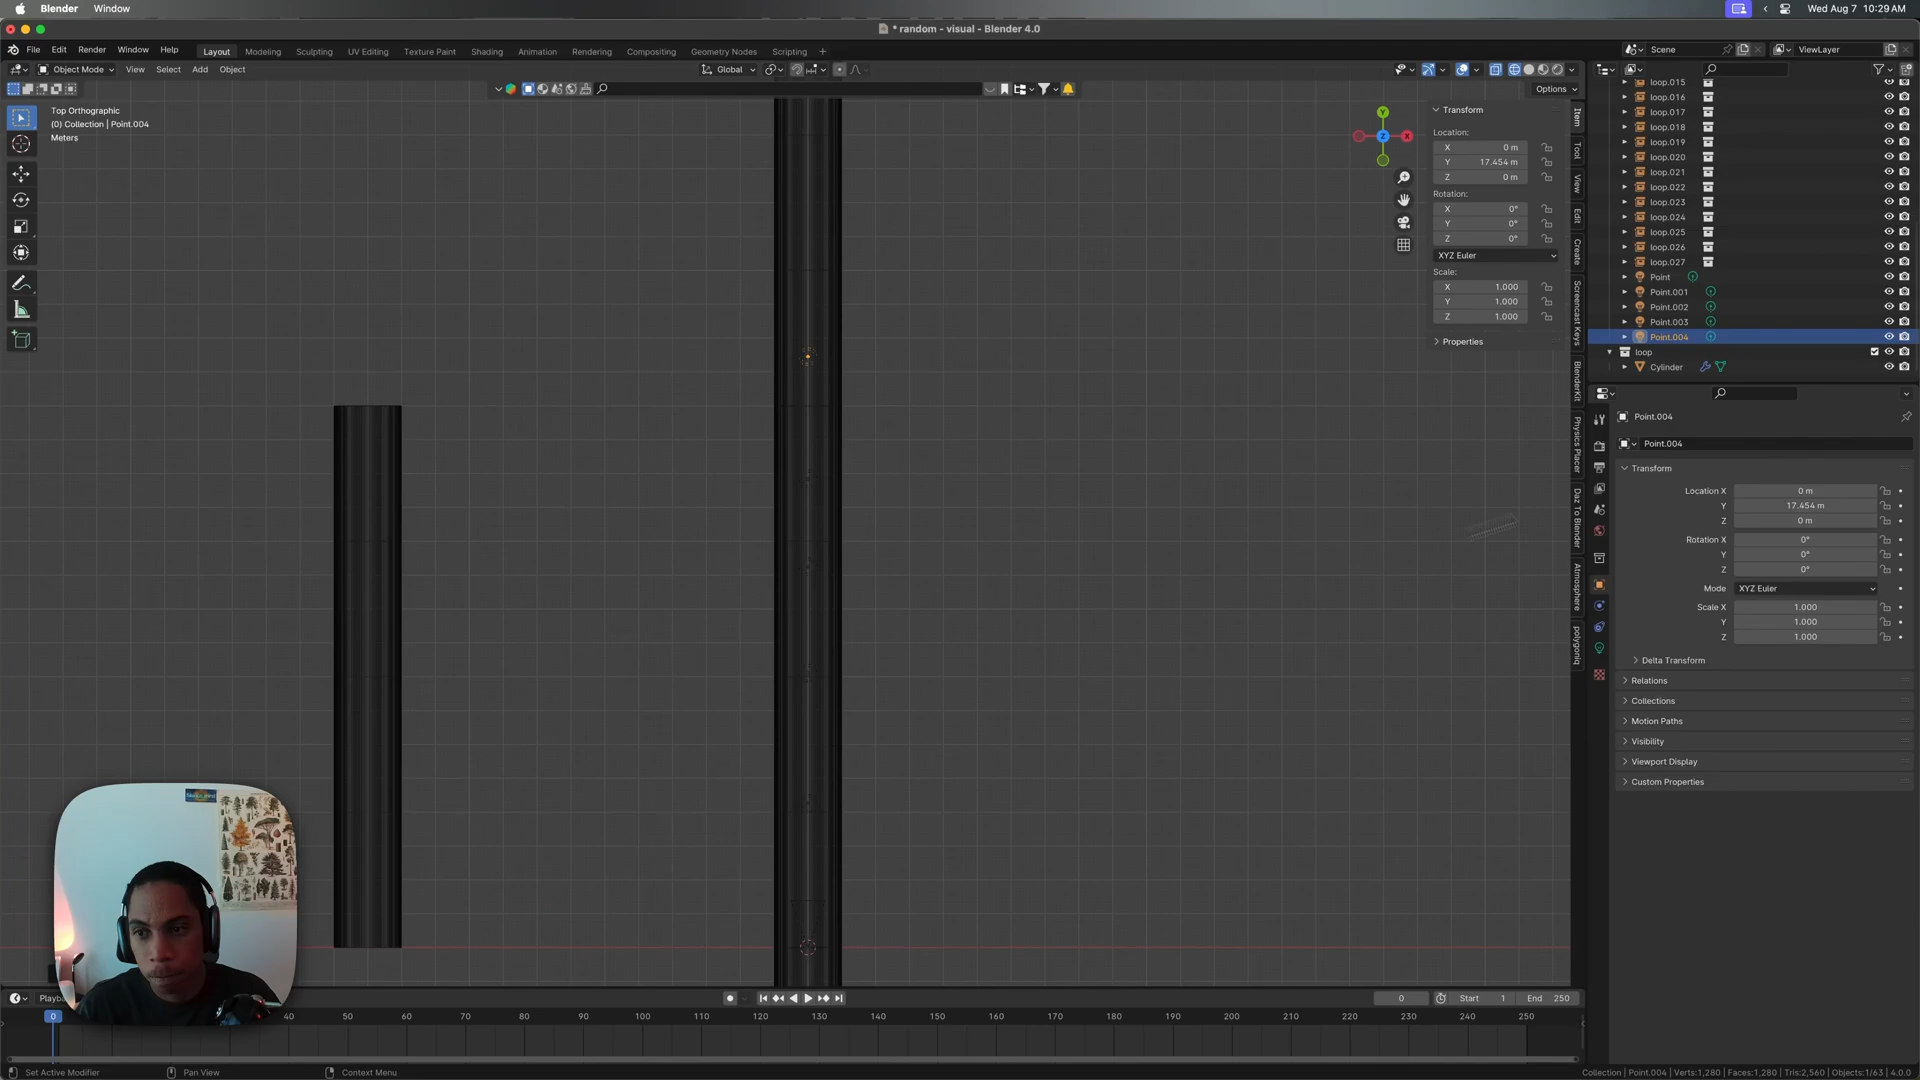 Blender Window
Wed Aug 7 10:29 AM
* random - visual - Blender 4.0
File Edit Render Window Help
Layout Modeling Sculpting UV Editing Texture Paint Shading Animation Rendering Compositing Geometry Nodes Scripting +
Scene
ViewLayer
Object Mode View Select Add Object
Global
Options
Top Orthographic
(0) Collection | Point.004
Meters
Y
X
Z
Transform
Location:
X 0 m
Y 17.454 m
Z 0 m
Rotation:
X 0°
Y 0°
Z 0°
XYZ Euler
Scale:
X 1.000
Y 1.000
Z 1.000
Properties
Item
Tool
View
Edit
Create
Screencast Keys
BlenderKit
Physics Placer
Daz To Blender
Atmosphere
polygoniq
loop.015
loop.016
loop.017
loop.018
loop.019
loop.020
loop.021
loop.022
loop.023
loop.024
loop.025
loop.026
loop.027
Point
Point.001
Point.002
Point.003
Point.004
loop
Cylinder
Point.004
Point.004
Transform
Location X 0 m
Y 17.454 m
Z 0 m
Rotation X 0°
Y 0°
Z 0°
Mode XYZ Euler
Scale X 1.000
Y 1.000
Z 1.000
Delta Transform
Relations
Collections
Motion Paths
Visibility
Viewport Display
Custom Properties
Playb
0 Start 1 End 250
0 40 50 60 70 80 90 100 110 120 130 140 150 160 170 180 190 200 210 220 230 240 250
Set Active Modifier Pan View Context Menu
Collection | Point.004 | Verts:1,280 | Faces:1,280 | Tris:2,560 | Objects:1/63 | 4.0.0